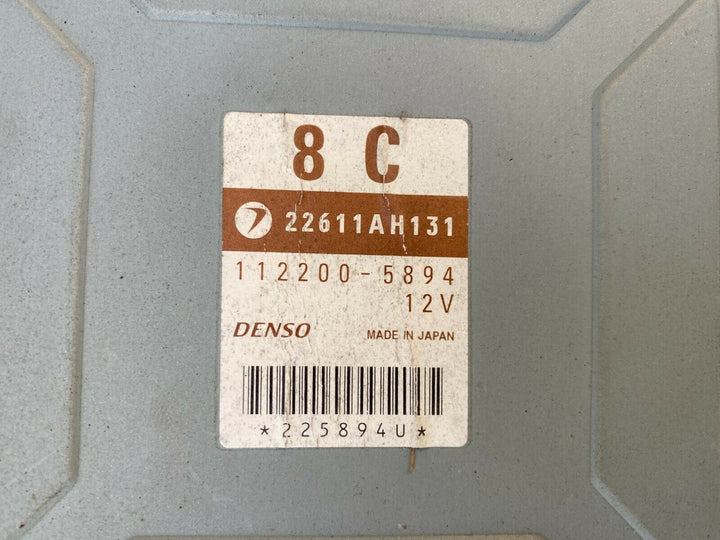 8 C
22611AH131
112200-5894
12V
DENSO MADE IN JAPAN
*225894U*